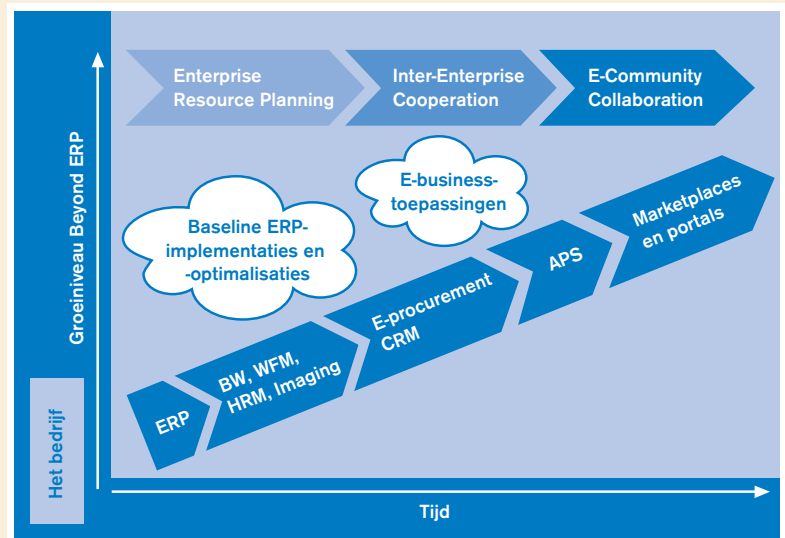 Enterprise
Resource Planning
Inter-Enterprise
Cooperation
E-Community
Collaboration
Groeiniveau Beyond ERP
E-business-
toepassingen
Baseline ERP-
implementaties en
-optimalisaties
Marketplaces
en portals
APS
E-procurement
CRM
BW, WFM,
HRM, Imaging
ERP
Het bedrijf
Tijd